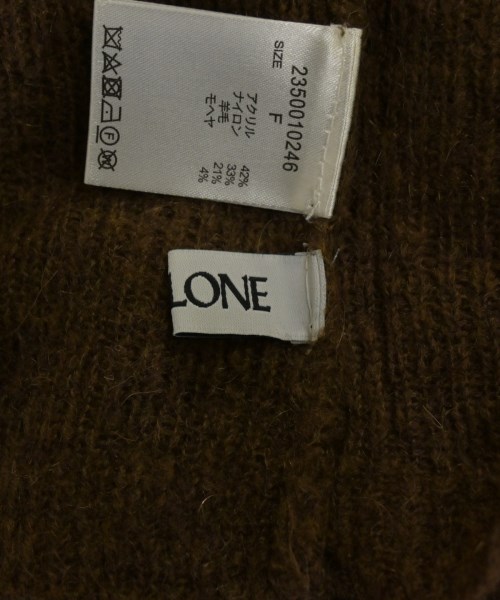 2350010246
SIZE F
アクリル 42%
ナイロン 33%
羊毛 21%
モヘヤ 4%
LONE